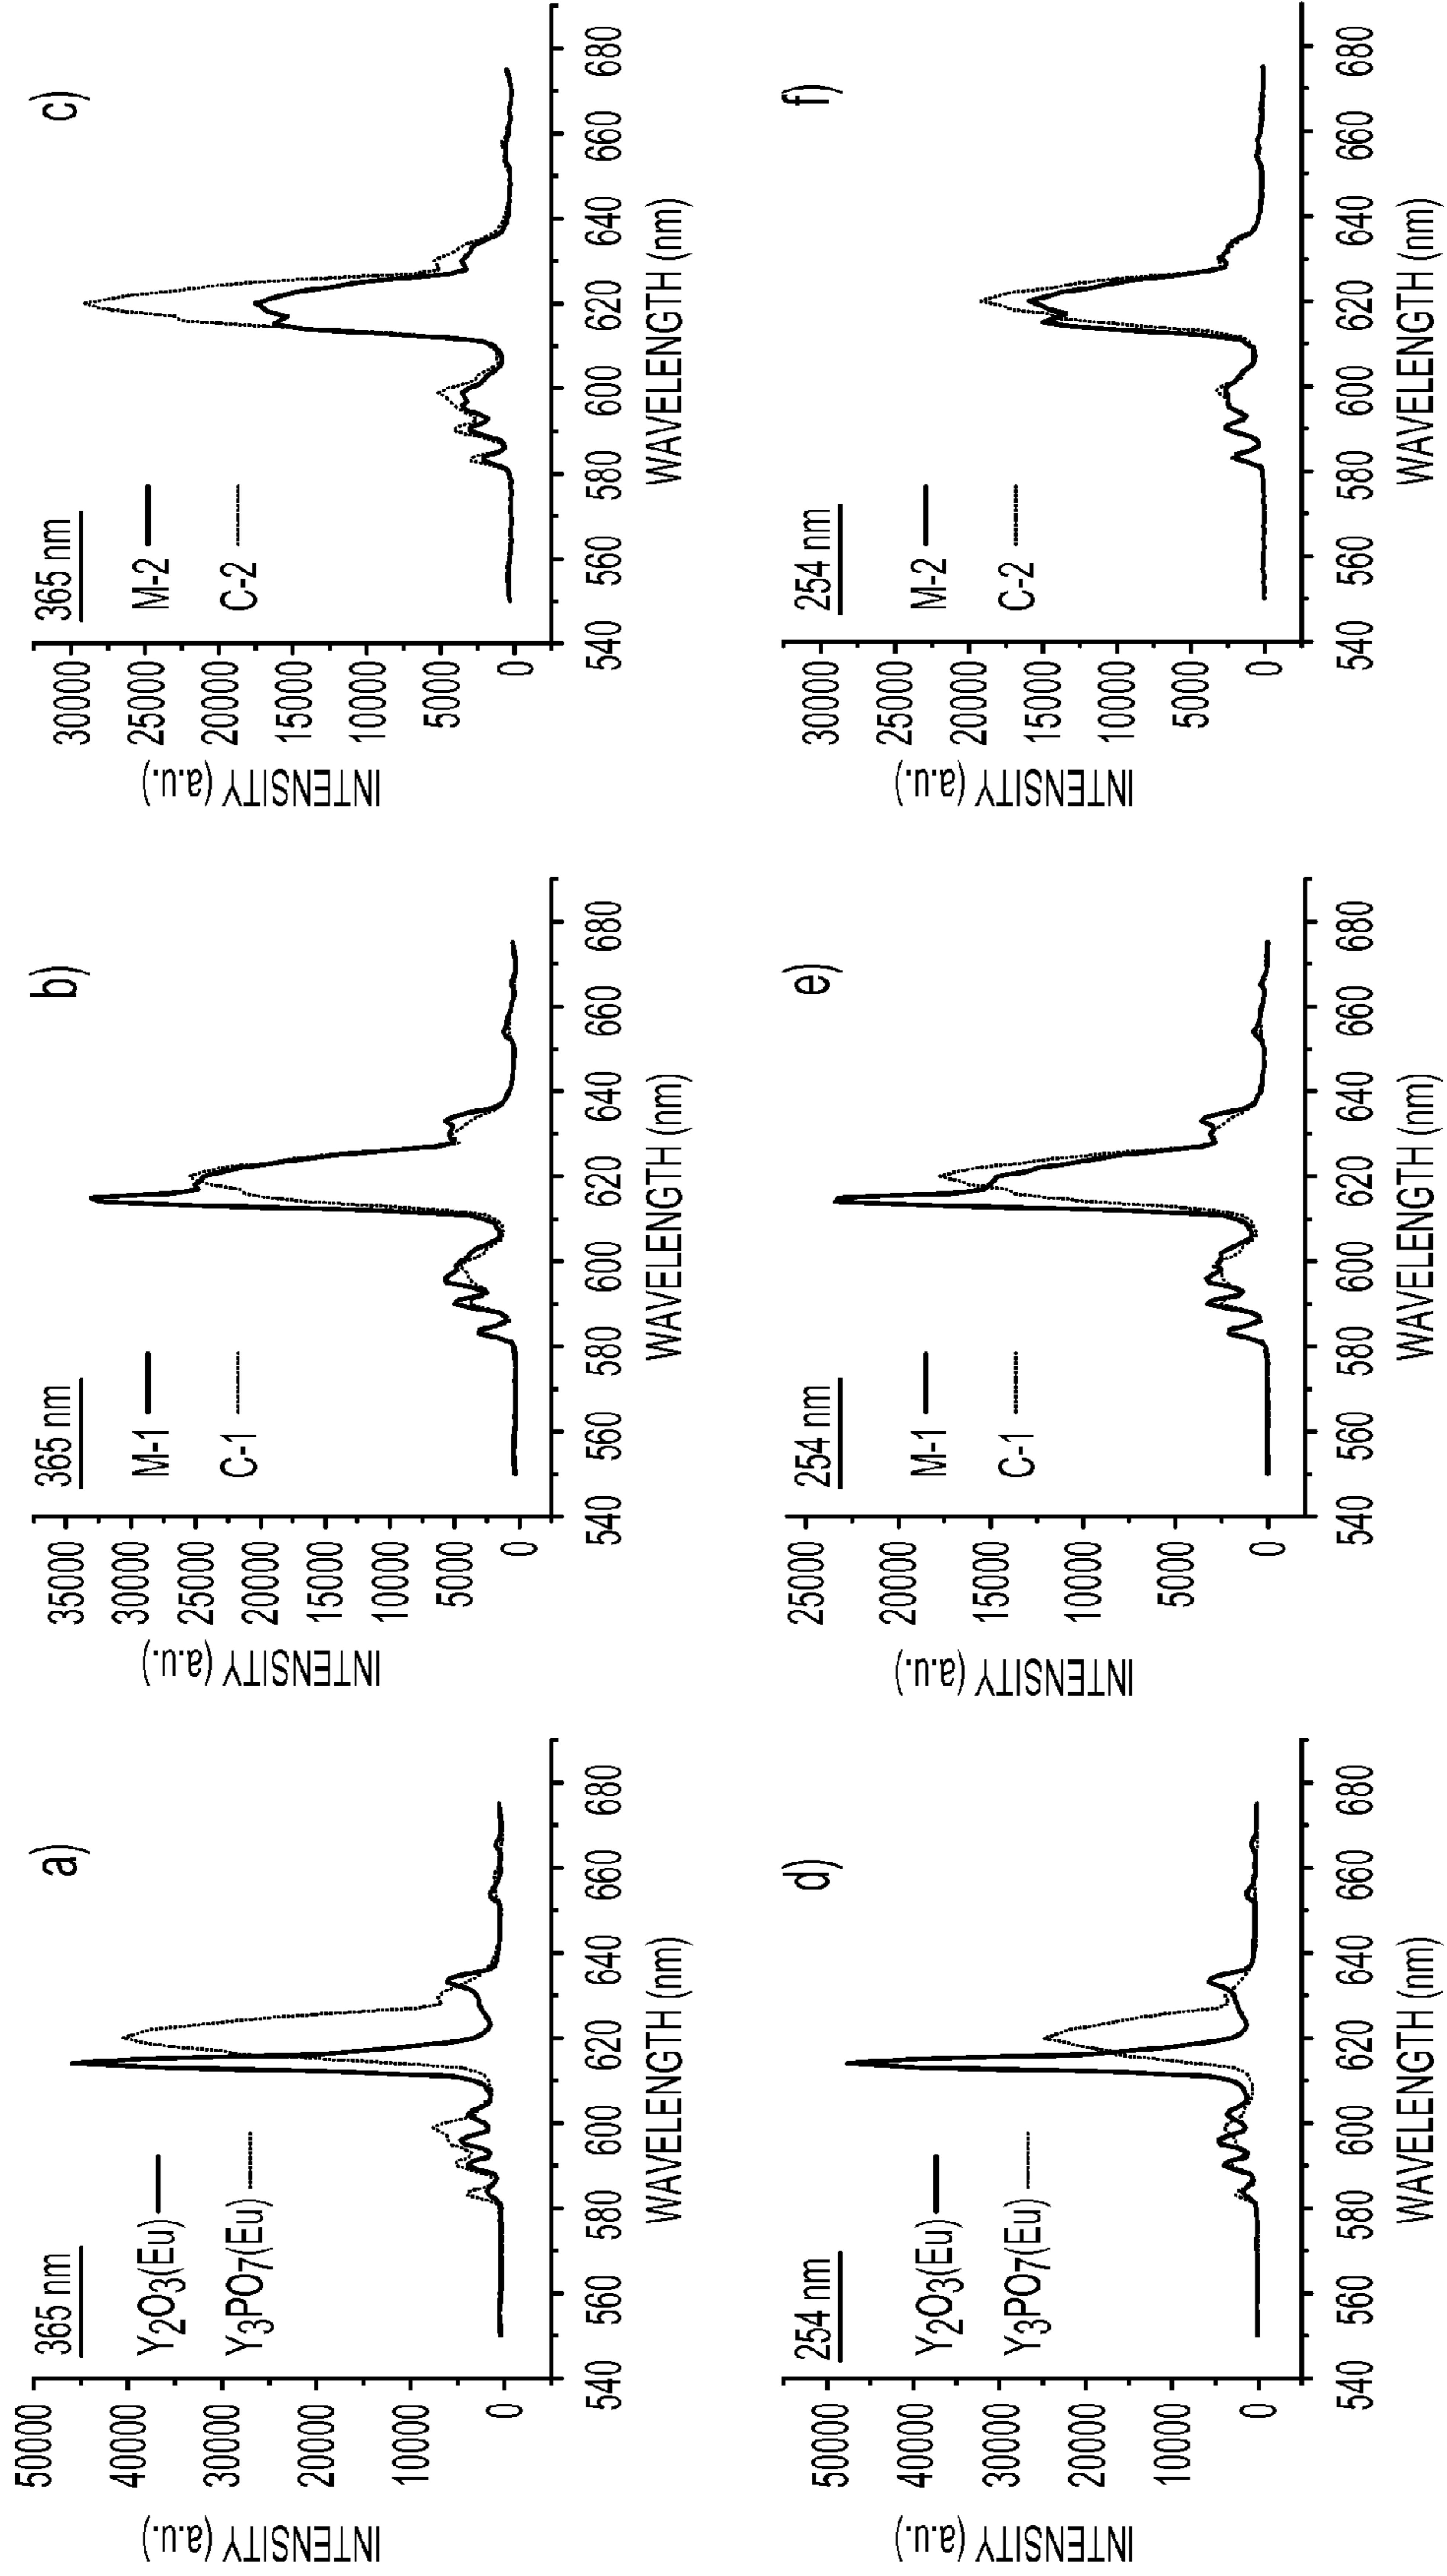 a)
365 nm
Y2O3(Eu)
Y3PO7(Eu)
INTENSITY (a.u.)
50000
40000
30000
20000
10000
0
540 560 580 600 620 640 660 680
WAVELENGTH (nm)
b)
365 nm
M-1
C-1
INTENSITY (a.u.)
35000
30000
25000
20000
15000
10000
5000
0
540 560 580 600 620 640 660 680
WAVELENGTH (nm)
c)
365 nm
M-2
C-2
INTENSITY (a.u.)
30000
25000
20000
15000
10000
5000
0
540 560 580 600 620 640 660 680
WAVELENGTH (nm)
d)
254 nm
Y2O3(Eu)
Y3PO7(Eu)
INTENSITY (a.u.)
50000
40000
30000
20000
10000
0
540 560 580 600 620 640 660 680
WAVELENGTH (nm)
e)
254 nm
M-1
C-1
INTENSITY (a.u.)
25000
20000
15000
10000
5000
0
540 560 580 600 620 640 660 680
WAVELENGTH (nm)
f)
254 nm
M-2
C-2
INTENSITY (a.u.)
30000
25000
20000
15000
10000
5000
0
540 560 580 600 620 640 660 680
WAVELENGTH (nm)